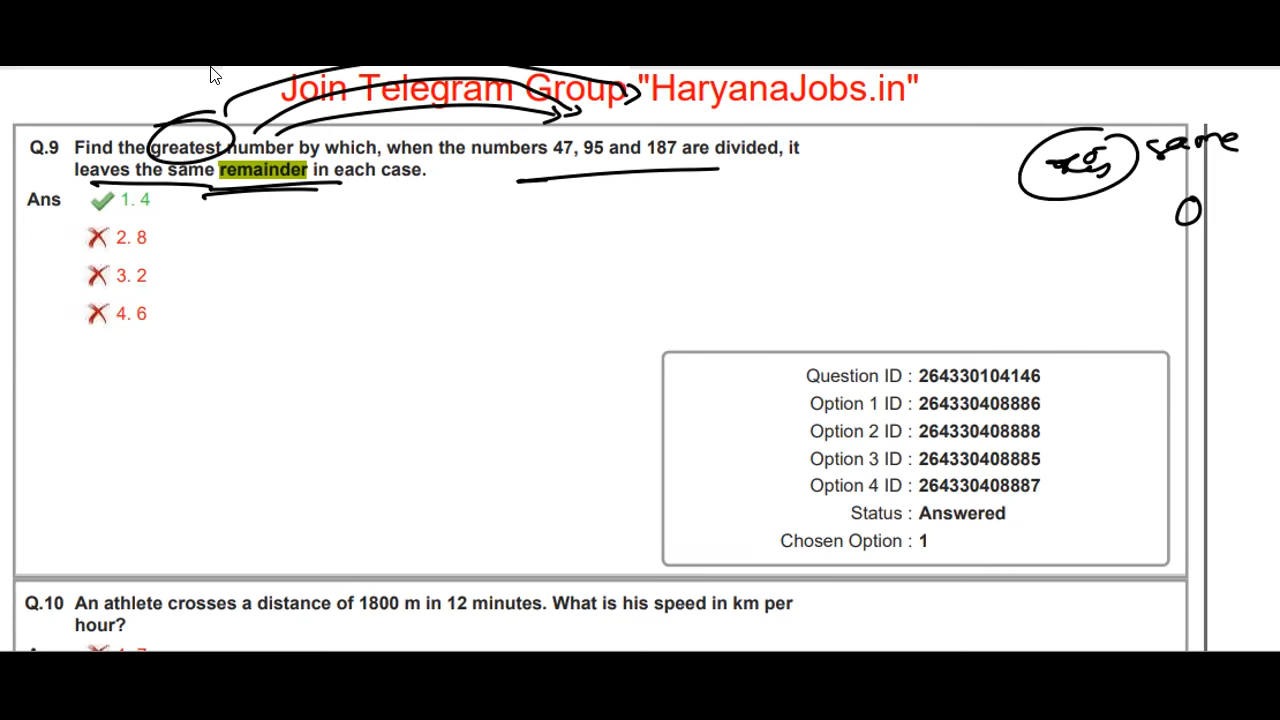 Join Telegram Group "HaryanaJobs.in"
Q.9 Find the greatest number by which, when the numbers 47, 95 and 187 are divided, it
leaves the same remainder in each case.
same
0
Ans 1. 4
2. 8
3. 2
4. 6
Question ID : 264330104146
Option 1 ID : 264330408886
Option 2 ID : 264330408888
Option 3 ID : 264330408885
Option 4 ID : 264330408887
Status : Answered
Chosen Option : 1
Q.10 An athlete crosses a distance of 1800 m in 12 minutes. What is his speed in km per
hour?